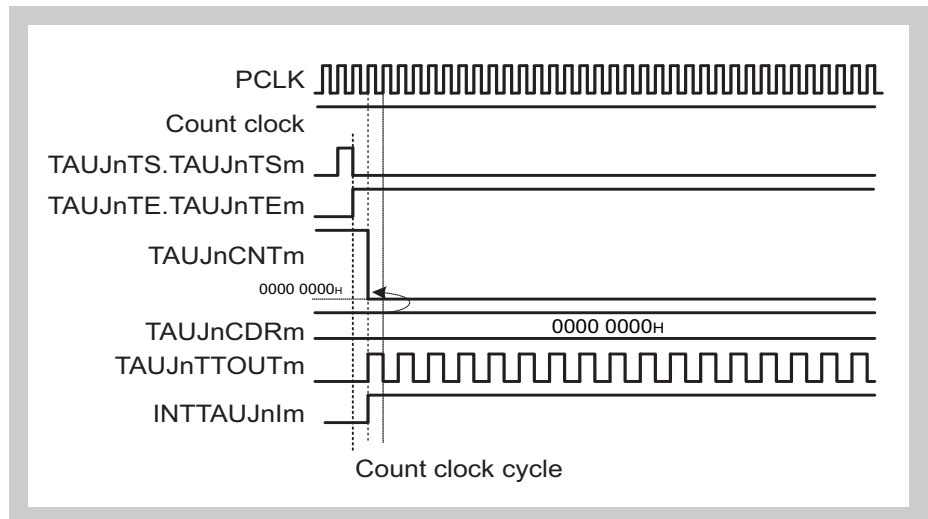 PCLK
Count clock
TAUJnTS.TAUJnTSm
TAUJnTE.TAUJnTEm
TAUJnCNTm
0000 0000H
TAUJnCDRm
0000 0000H
TAUJnTTOUTm
INTTAUJnIm
Count clock cycle